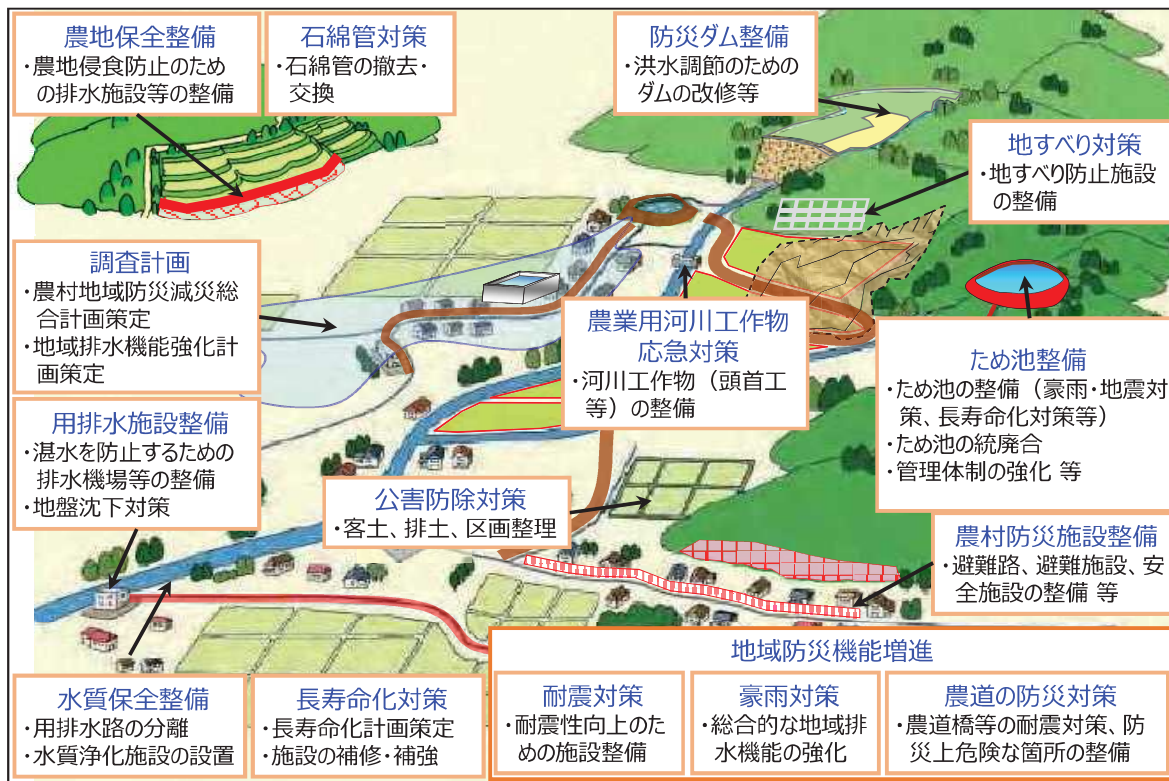 農地保全整備
・農地侵食防止のため
の排水施設等の整備
石綿管対策
・石綿管の撤去・
交換
防災ダム整備
・洪水調節のための
ダムの改修等
地すべり対策
・地すべり防止施設
の整備
調査計画
・農村地域防災減災総
合計画策定
・地域排水機能強化計
画策定
農業用河川工作物
応急対策
・河川工作物（頭首工
等）の整備
ため池整備
・ため池の整備（豪雨・地震対
策、長寿命化対策等）
・ため池の統廃合
・管理体制の強化 等
用排水施設整備
・湛水を防止するための
排水機場等の整備
・地盤沈下対策
公害防除対策
・客土、排土、区画整理
農村防災施設整備
・避難路、避難施設、安
全施設の整備 等
水質保全整備
・用排水路の分離
・水質浄化施設の設置
長寿命化対策
・長寿命化計画策定
・施設の補修・補強
地域防災機能増進
耐震対策
・耐震性向上のた
めの施設整備
豪雨対策
・総合的な地域排
水機能の強化
農道の防災対策
・農道橋等の耐震対策、防
災上危険な箇所の整備